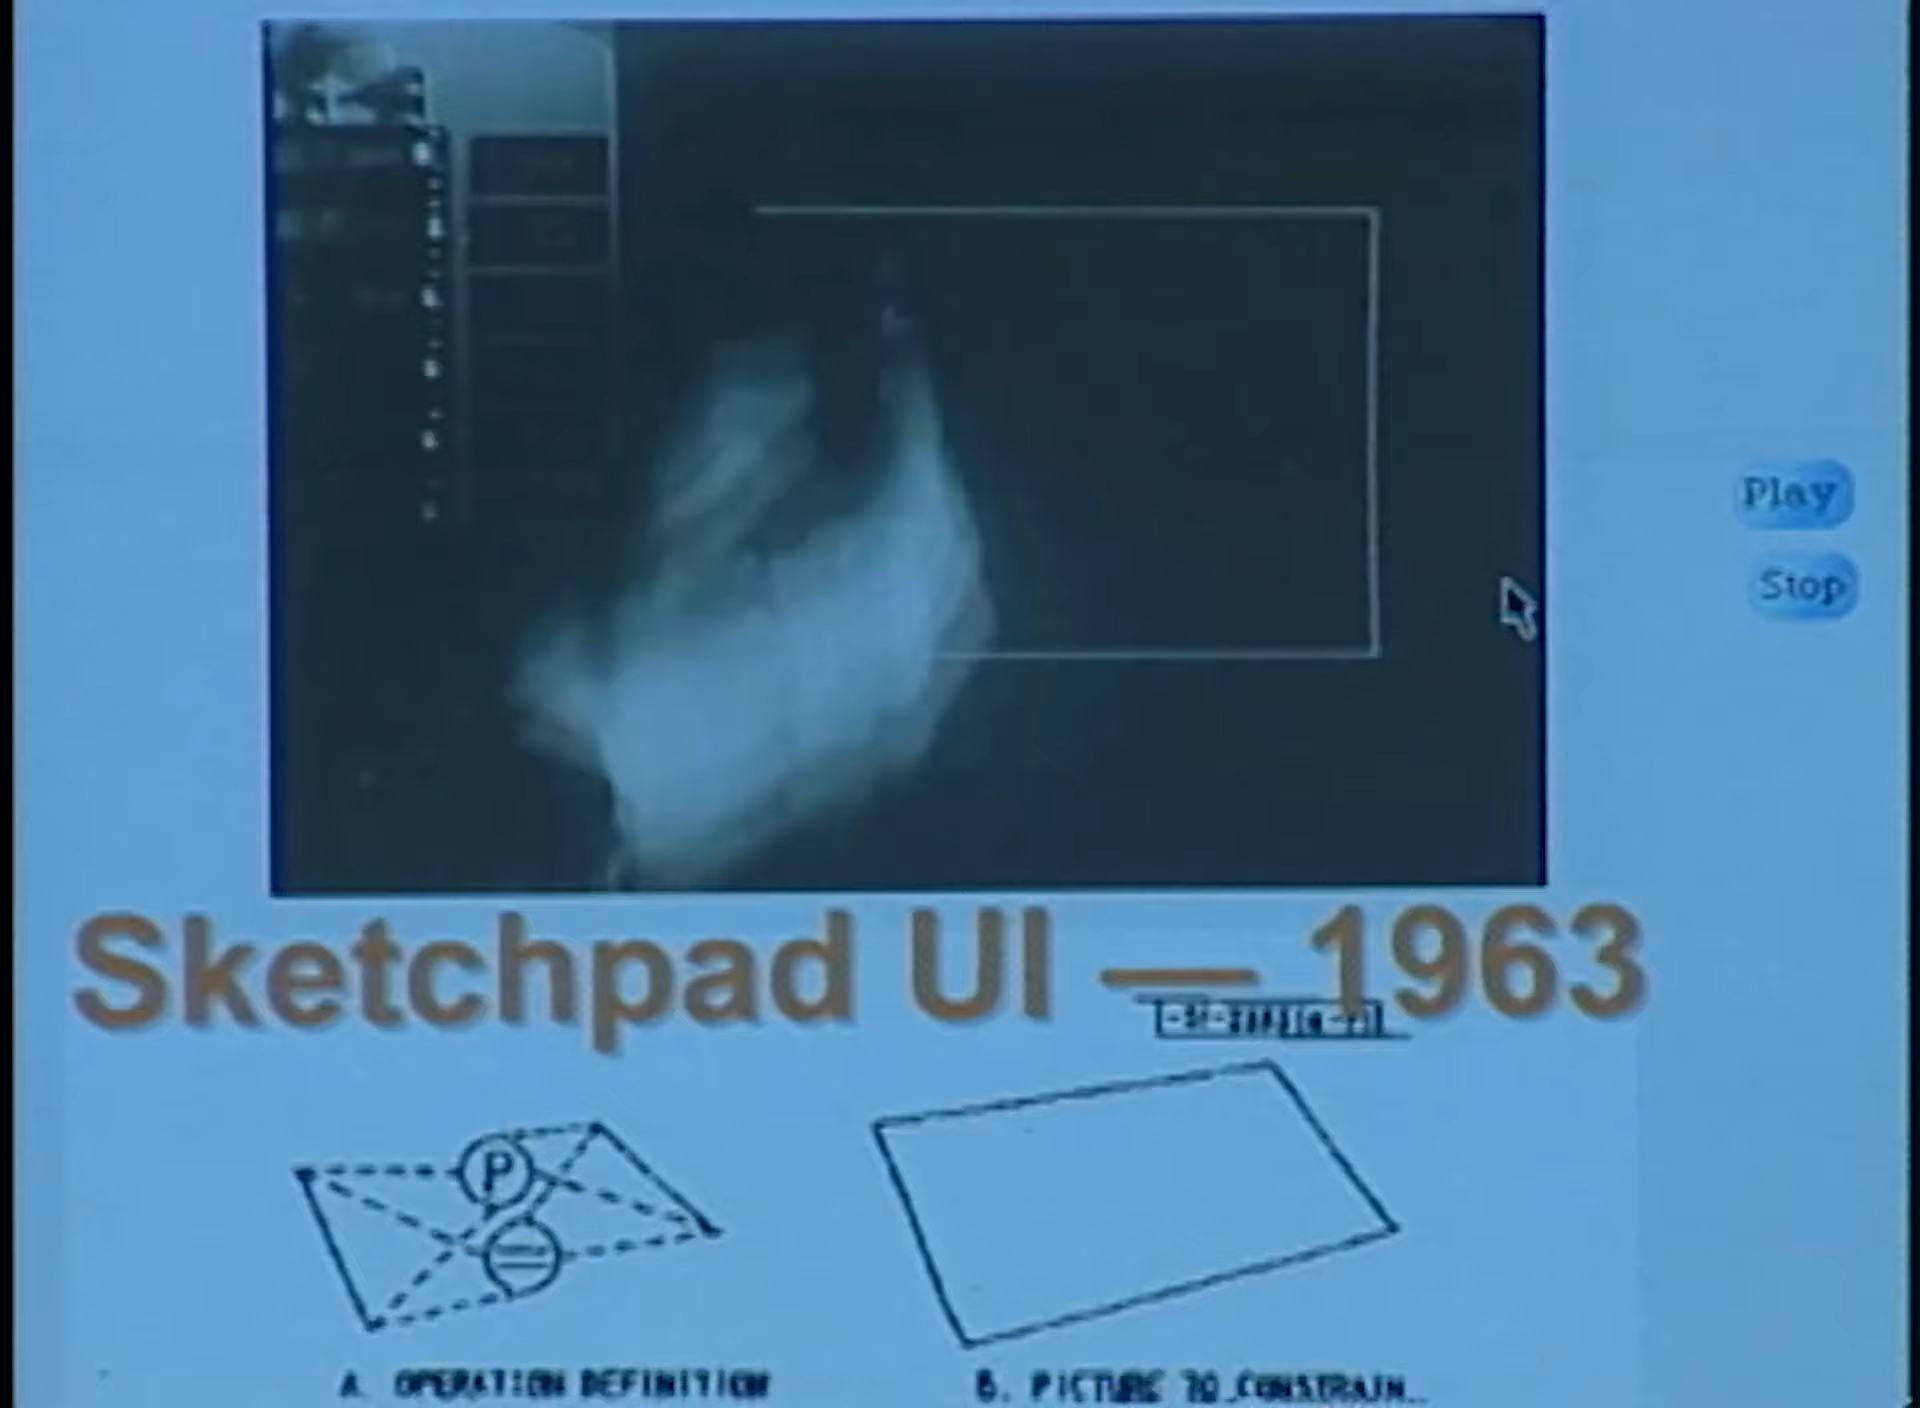 Play
Stop
Sketchpad UI — 1963
P
A. OPERATION DEFINITION
B. PICTURE TO CONSTRAIN